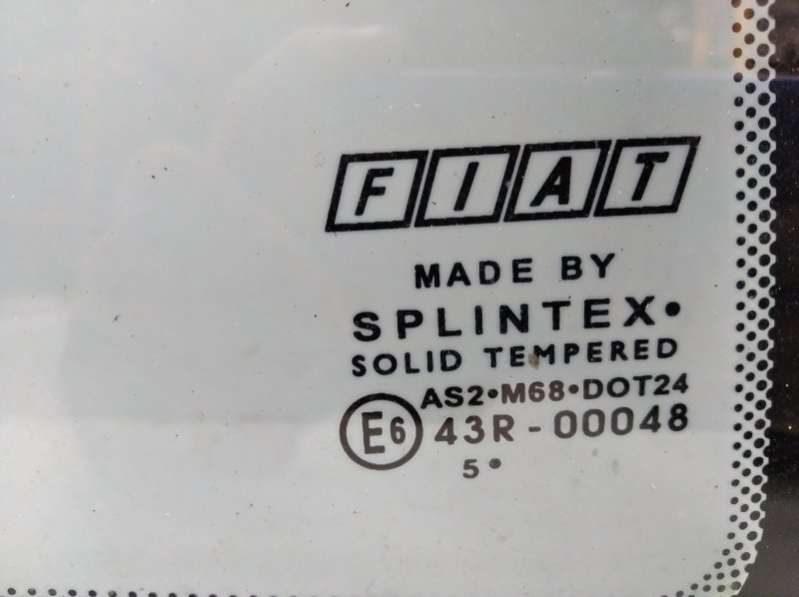 FIAT
MADE BY
SPLINTEX•
SOLID TEMPERED
AS2•M68•DOT24
E6 43R-00048
5•